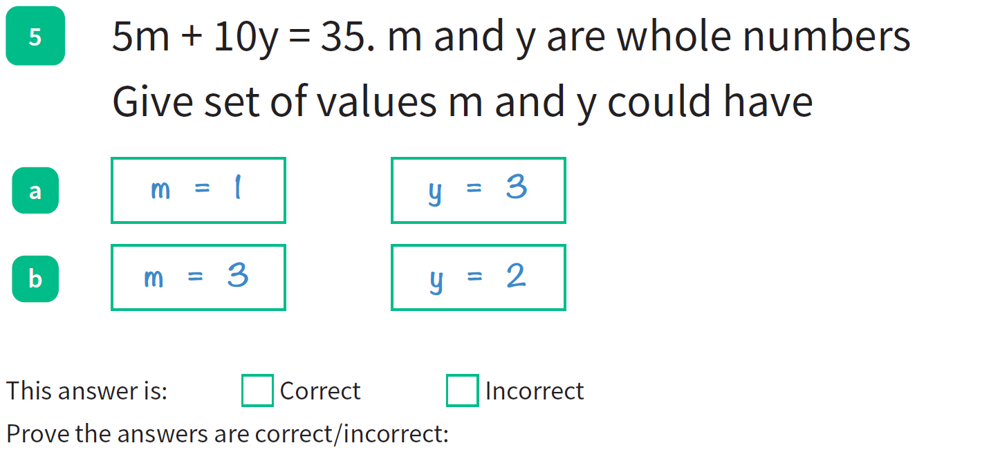 5 5m + 10y = 35. m and y are whole numbers
Give set of values m and y could have
a m = 1 y = 3
b m = 3 y = 2
This answer is: Correct Incorrect
Prove the answers are correct/incorrect: